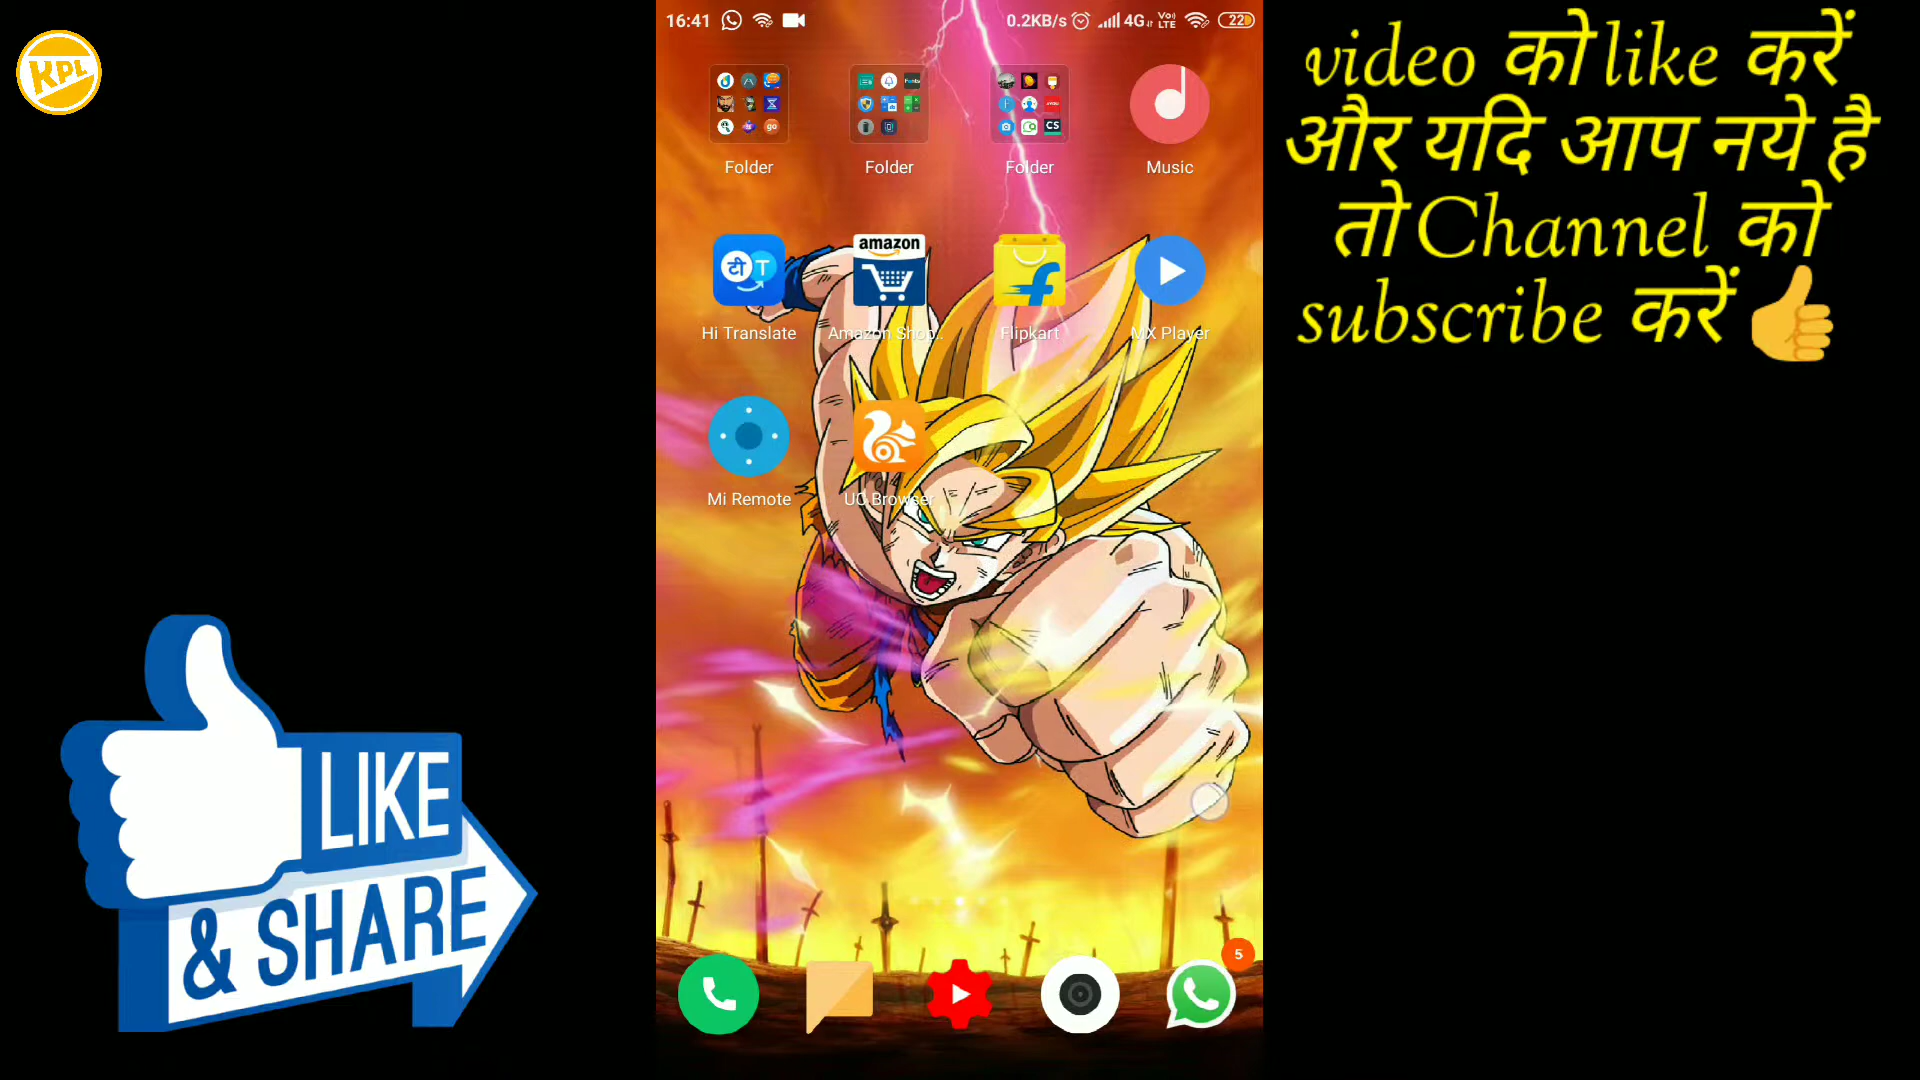 KPL
16:41 0.2KB/s 4G VoLTE 22
video को like करें
और यदि आप नये है
तो Channel को
subscribe करें
Folder Folder Folder Music
amazon
Hi Translate Amazon Shop.. Flipkart MX Player
Mi Remote UC Browser
LIKE
& SHARE
5